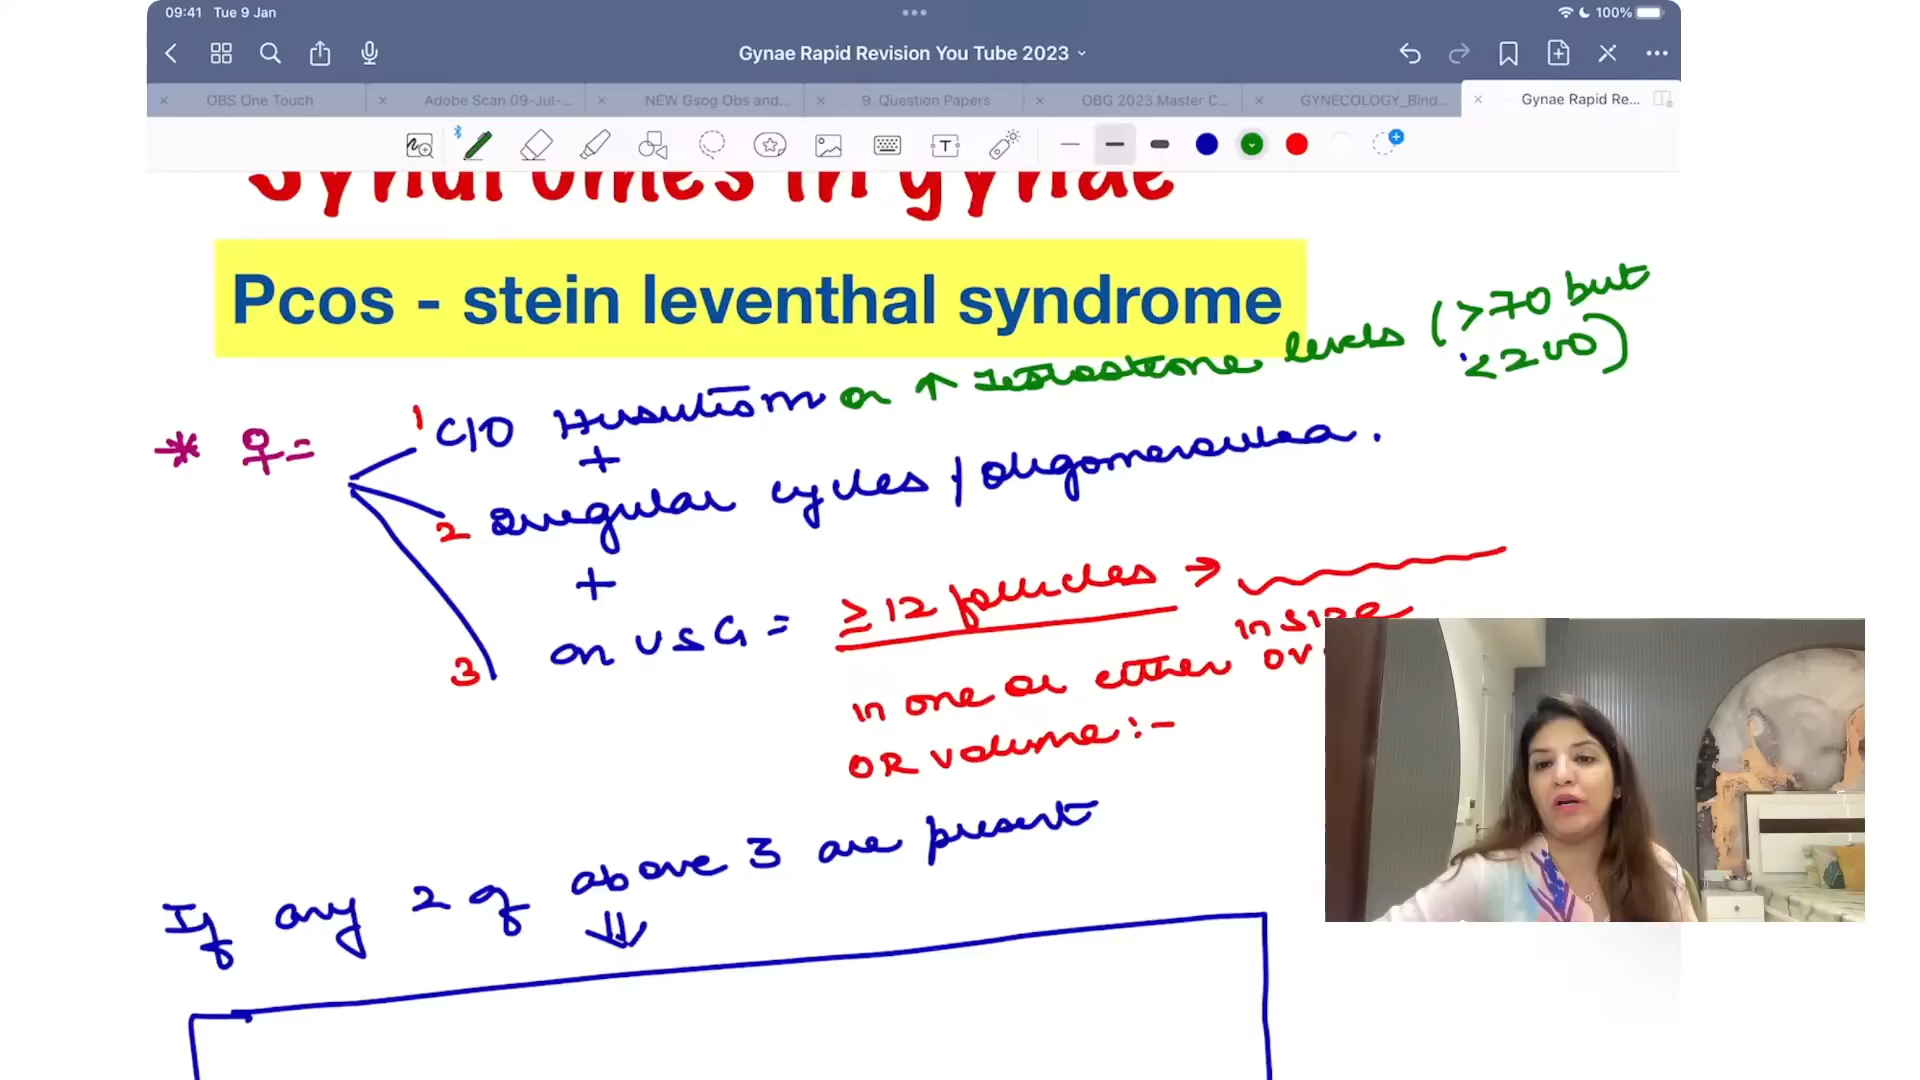 09:41 Tue 9 Jan
100%
Gynae Rapid Revision You Tube 2023
OBS One Touch
Adobe Scan 09-Jul-...
NEW Gsog Obs and...
9 Question Papers
OBG 2023 Master C...
GYNECOLOGY_Bind...
Gynae Rapid Re...
Syndromes in gynae
Pcos - stein leventhal syndrome
* ♀=
1 C/O Hirsutism or ↑ Testosterone levels (>70 but <200)
+
2 Irregular cycles / oligomenorrhea.
+
3 on USG = ≥12 follicles →
in size
in one or either ov
OR volume:-
If any 2 of above 3 are present
⇓